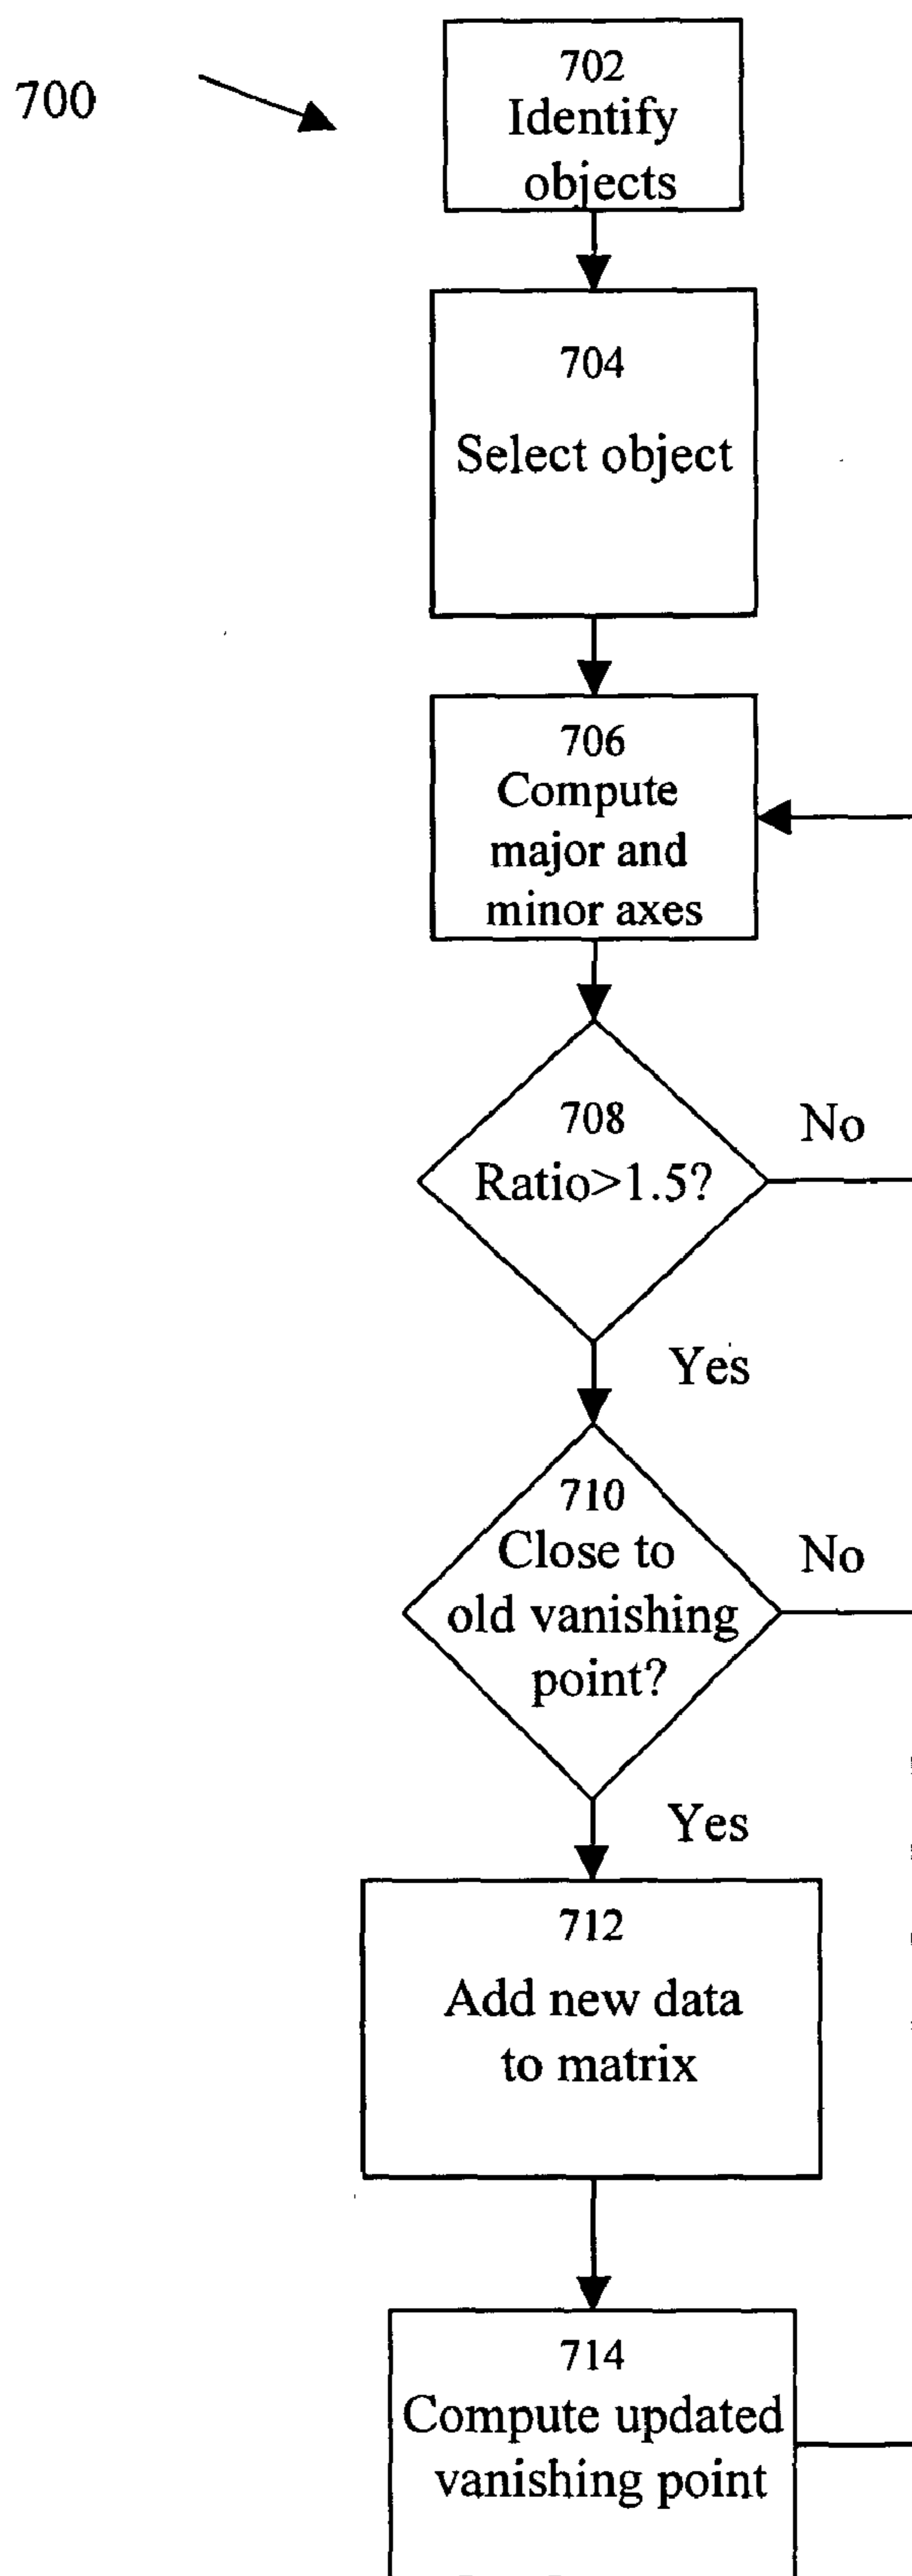 700
702
Identify
objects
704
Select object
706
Compute
major and
minor axes
708
Ratio>1.5?
No
Yes
710
Close to
old vanishing
point?
No
Yes
712
Add new data
to matrix
714
Compute updated
vanishing point